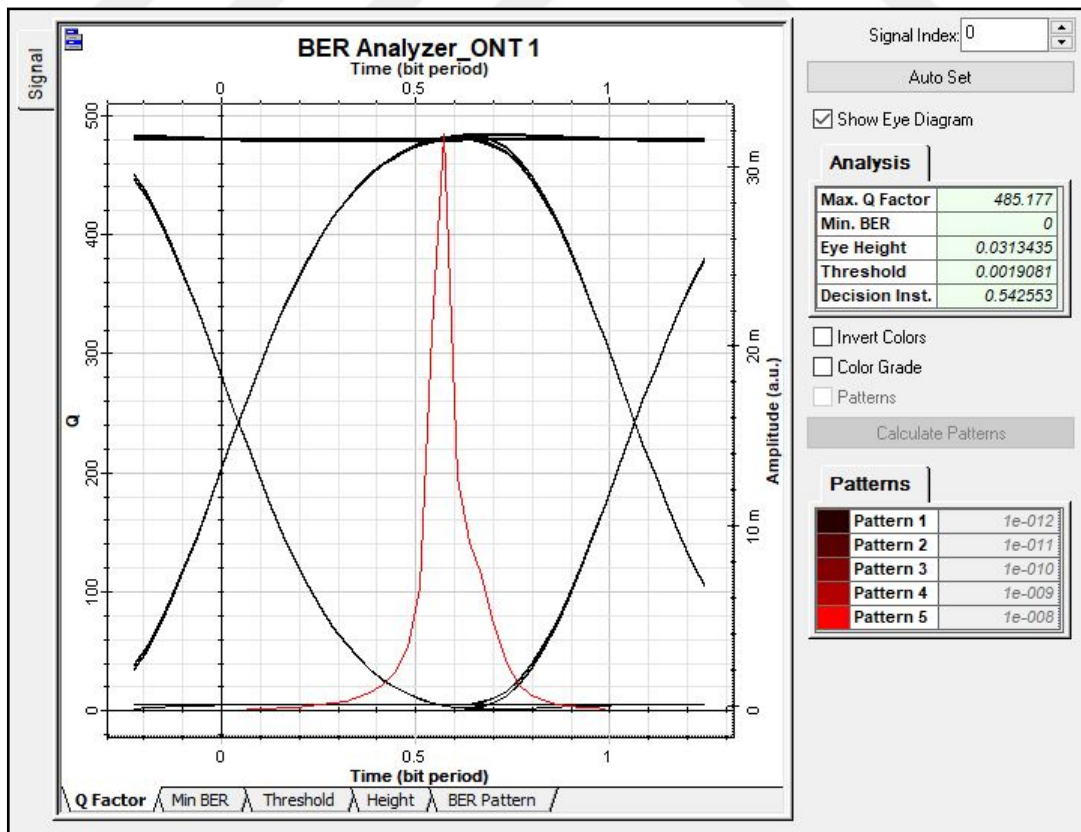 Signal
BER Analyzer_ONT 1
Time (bit period)
0 0.5 1
Q
500
400
300
200
100
0
Amplitude (a.u.)
30 m
20 m
10 m
0
0 0.5 1
Time (bit period)
Q Factor Min BER Threshold Height BER Pattern
Signal Index: 0
Auto Set
Show Eye Diagram
Analysis
Max. Q Factor 485.177
Min. BER 0
Eye Height 0.0313435
Threshold 0.0019081
Decision Inst. 0.542553
Invert Colors
Color Grade
Patterns
Calculate Patterns
Patterns
Pattern 1 1e-012
Pattern 2 1e-011
Pattern 3 1e-010
Pattern 4 1e-009
Pattern 5 1e-008